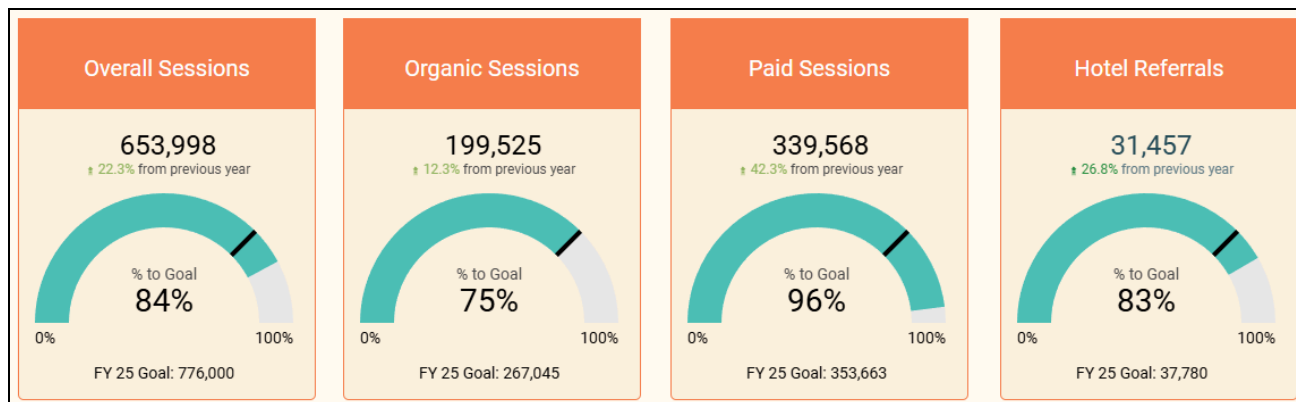 Overall Sessions
653,998
22.3% from previous year
% to Goal
84%
0% 100%
FY 25 Goal: 776,000
Organic Sessions
199,525
12.3% from previous year
% to Goal
75%
0% 100%
FY 25 Goal: 267,045
Paid Sessions
339,568
42.3% from previous year
% to Goal
96%
0% 100%
FY 25 Goal: 353,663
Hotel Referrals
31,457
26.8% from previous year
% to Goal
83%
0% 100%
FY 25 Goal: 37,780